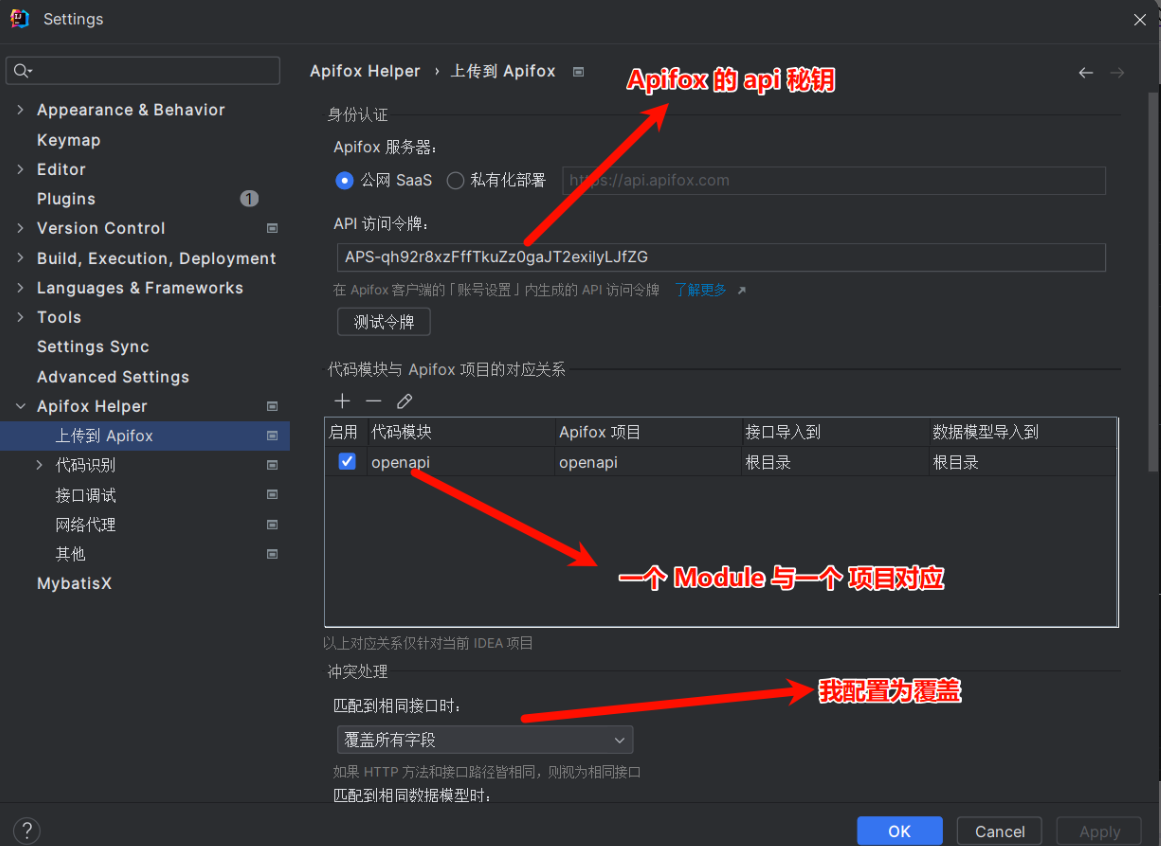 Settings
Apifox Helper › 上传到 Apifox
Apifox 的 api 秘钥
Appearance & Behavior
Keymap
Editor
Plugins
1
Version Control
Build, Execution, Deployment
Languages & Frameworks
Tools
Settings Sync
Advanced Settings
Apifox Helper
上传到 Apifox
代码识别
接口调试
网络代理
其他
MybatisX
身份认证
Apifox 服务器：
公网 SaaS
私有化部署
https://api.apifox.com
API 访问令牌：
APS-qh92r8xzFffTkuZz0gaJT2exilyLJfZG
在 Apifox 客户端的「账号设置」内生成的 API 访问令牌 了解更多
测试令牌
代码模块与 Apifox 项目的对应关系
启用 代码模块 Apifox 项目 接口导入到 数据模型导入到
openapi openapi 根目录 根目录
一个 Module 与一个 项目对应
以上对应关系仅针对当前 IDEA 项目
冲突处理
匹配到相同接口时：
我配置为覆盖
覆盖所有字段
如果 HTTP 方法和接口路径皆相同，则视为相同接口
匹配到相同数据模型时：
?
OK
Cancel
Apply